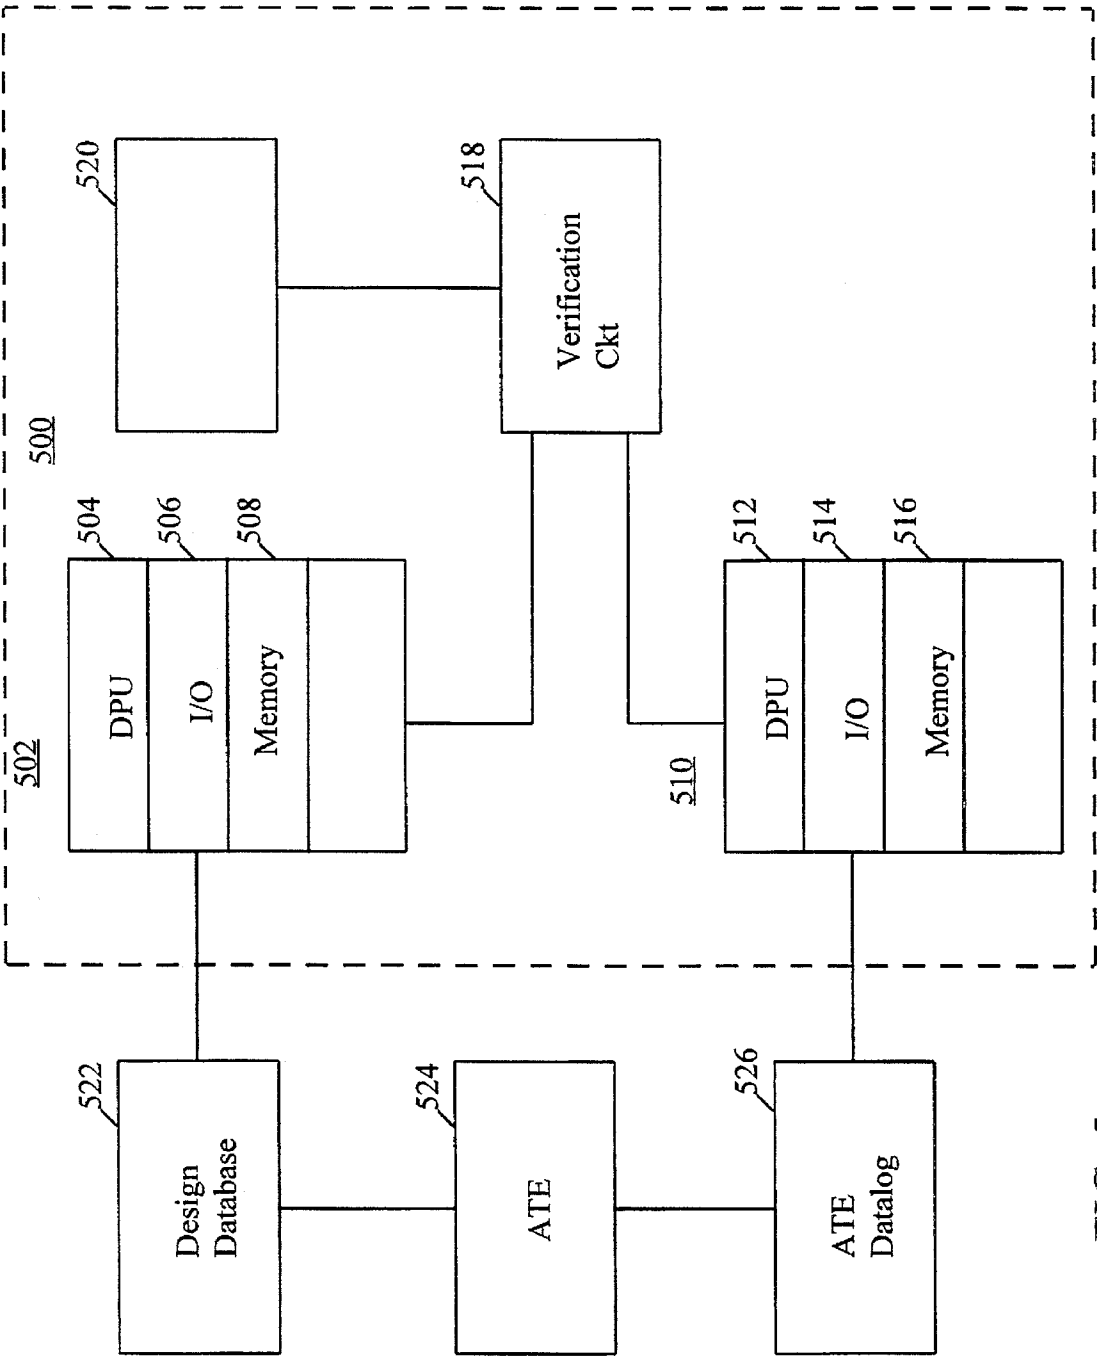 500
502
504
DPU
506
I/O
508
Memory
520
518
Verification
Ckt
510
512
DPU
514
I/O
516
Memory
522
Design
Database
524
ATE
526
ATE
Datalog